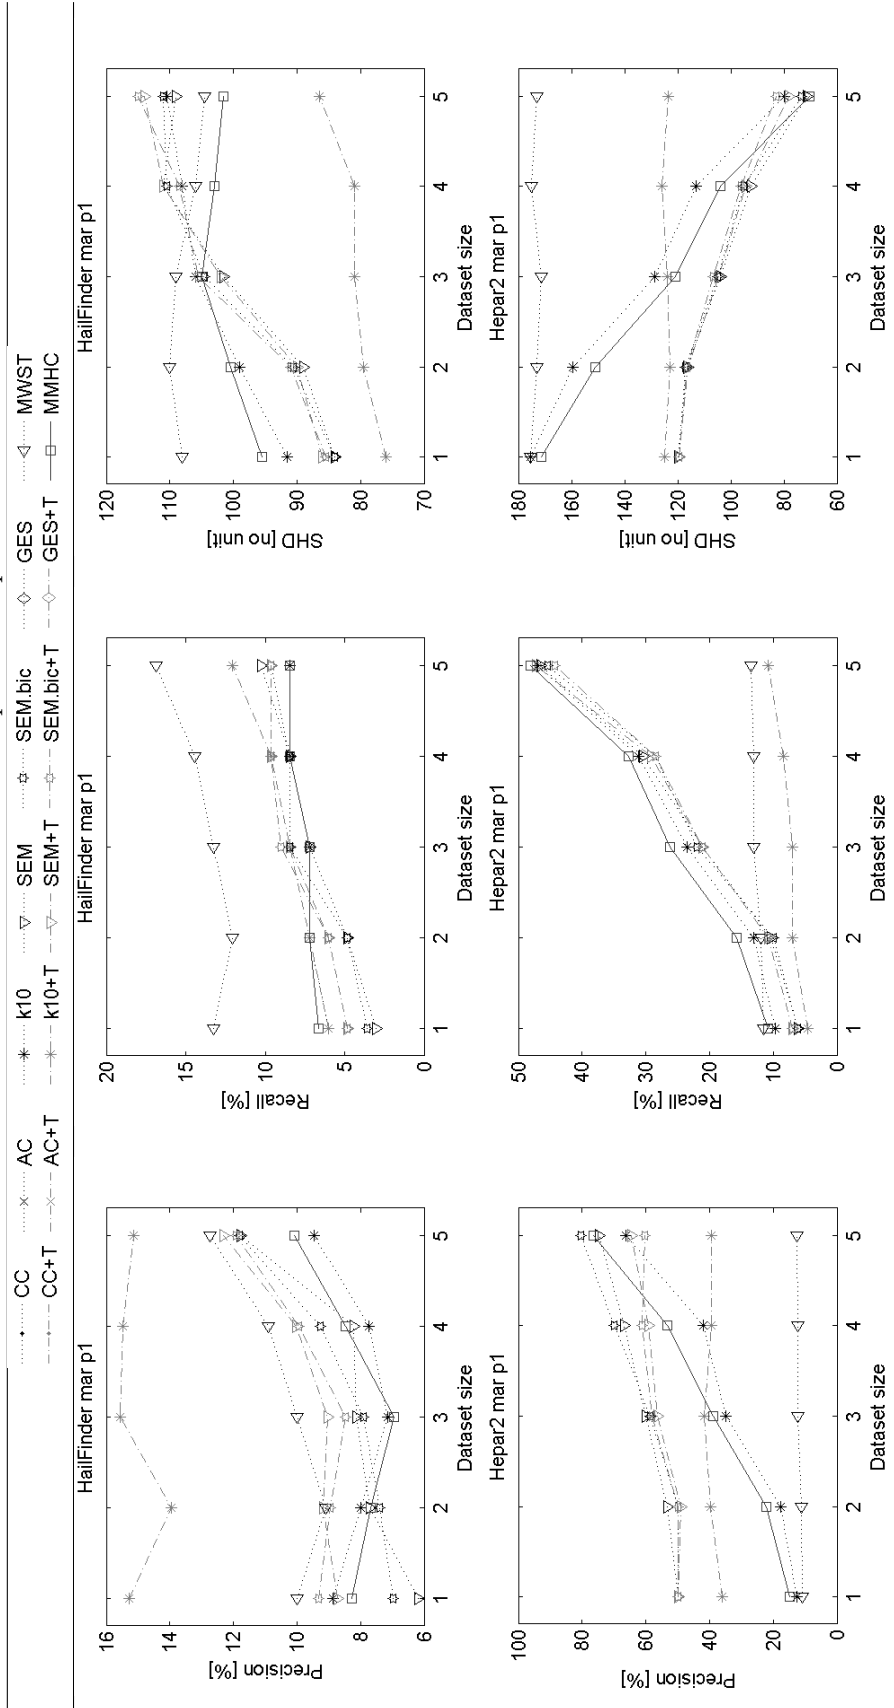 CC AC k10 SEM SEM.bic GES MWST
CC+T AC+T k10+T SEM+T SEM.bic+T GES+T MMHC
HailFinder mar p1
Precision [%]
16
14
12
10
8
6
1 2 3 4 5
Dataset size
HailFinder mar p1
Recall [%]
20
15
10
5
0
1 2 3 4 5
Dataset size
HailFinder mar p1
SHD [no unit]
120
110
100
90
80
70
1 2 3 4 5
Dataset size
Hepar2 mar p1
Precision [%]
100
80
60
40
20
0
1 2 3 4 5
Dataset size
Hepar2 mar p1
Recall [%]
50
40
30
20
10
0
1 2 3 4 5
Dataset size
Hepar2 mar p1
SHD [no unit]
180
160
140
120
100
80
60
1 2 3 4 5
Dataset size